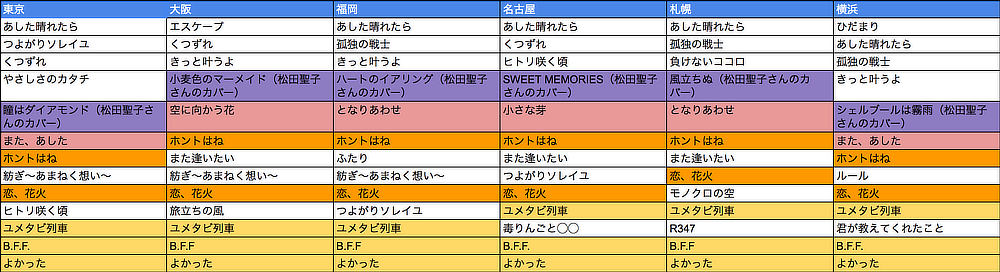 東京 大阪 福岡 名古屋 札幌 横浜
あした晴れたら エスケープ あした晴れたら あした晴れたら あした晴れたら ひだまり
つよがりソレイユ くつずれ 孤独の戦士 くつずれ 孤独の戦士 あした晴れたら
くつずれ きっと叶うよ きっと叶うよ ヒトリ咲く頃 負けないココロ 孤独の戦士
やさしさのカタチ 小麦色のマーメイド（松田聖子さんのカバー） ハートのイアリング（松田聖子さんのカバー） SWEET MEMORIES（松田聖子さんのカバー） 風立ちぬ（松田聖子さんのカバー） きっと叶うよ
瞳はダイアモンド（松田聖子さんのカバー） 空に向かう花 となりあわせ 小さな芽 となりあわせ シェルブールは霧雨（松田聖子さんのカバー）
また、あした ホントはね ホントはね ホントはね ホントはね また、あした
ホントはね また逢いたい ふたり また逢いたい また逢いたい ホントはね
紡ぎ〜あまねく想い〜 紡ぎ〜あまねく想い〜 紡ぎ〜あまねく想い〜 つよがりソレイユ 恋、花火 ルール
恋、花火 恋、花火 恋、花火 恋、花火 モノクロの空 恋、花火
ヒトリ咲く頃 旅立ちの風 つよがりソレイユ ユメタビ列車 ユメタビ列車 ユメタビ列車
ユメタビ列車 ユメタビ列車 ユメタビ列車 毒りんごと◯◯ R347 君が教えてくれたこと
B.F.F. B.F.F B.F.F. B.F.F. B.F.F. B.F.F.
よかった よかった よかった よかった よかった よかった